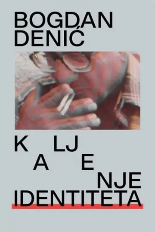 BOGDAN
DENIĆ
K LJ
A E
NJE
IDENTITETA